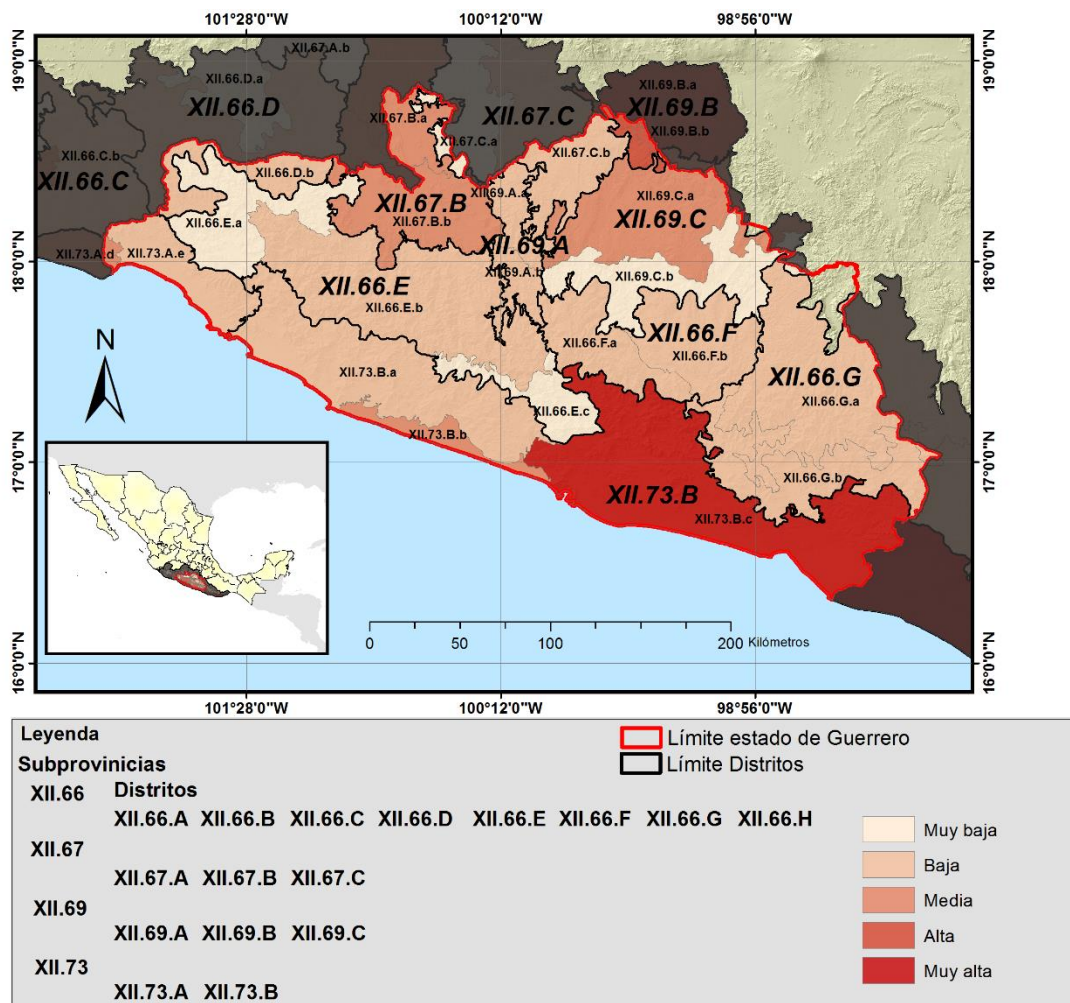 101°28'0"W 100°12'0"W 98°56'0"W
19°0'0"N 19°0'0"N
18°0'0"N 18°0'0"N
17°0'0"N 17°0'0"N
16°0'0"N 16°0'0"N
XII.67.A.b
XII.66.D.a
XII.66.D
XII.69.B.a
XII.69.B
XII.67.B.a
XII.67.C
XII.69.B.b
XII.67.C.a
XII.66.C.b
XII.66.C
XII.67.C.b
XII.66.D.b
XII.69.A.a
XII.69.C.a
XII.67.B
XII.69.C
XII.66.E.a
XII.67.B.b
XII.69.A
XII.73.A.d
XII.73.A.e
XII.69.A.b
XII.69.C.b
XII.66.E
XII.66.E.b
XII.66.F
XII.66.F.a
XII.66.F.b
XII.66.G
XII.73.B.a
XII.66.G.a
XII.66.E.c
XII.73.B.b
XII.66.G.b
XII.73.B
XII.73.B.c
N
0 50 100 200 Kilómetros
101°28'0"W 100°12'0"W 98°56'0"W
Leyenda
Límite estado de Guerrero
Límite Distritos
Subprovinicias
Distritos
XII.66
XII.66.A XII.66.B XII.66.C XII.66.D XII.66.E XII.66.F XII.66.G XII.66.H
XII.67
XII.67.A XII.67.B XII.67.C
XII.69
XII.69.A XII.69.B XII.69.C
XII.73
XII.73.A XII.73.B
Muy baja
Baja
Media
Alta
Muy alta